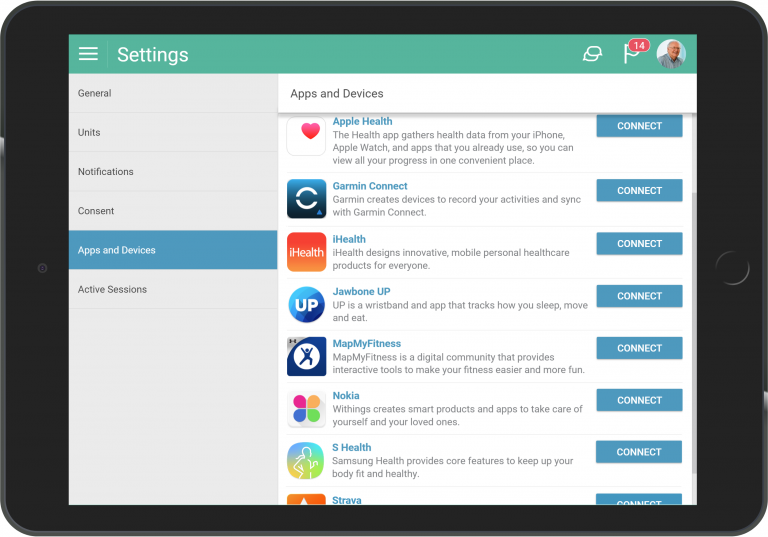 Settings
14
General
Units
Notifications
Consent
Apps and Devices
Active Sessions
Apps and Devices
Apple Health
The Health app gathers health data from your iPhone,
Apple Watch, and apps that you already use, so you can
view all your progress in one convenient place.
CONNECT
Garmin Connect
Garmin creates devices to record your activities and sync
with Garmin Connect.
CONNECT
iHealth
iHealth
iHealth designs innovative, mobile personal healthcare
products for everyone.
CONNECT
UP
Jawbone UP
UP is a wristband and app that tracks how you sleep, move
and eat.
CONNECT
MapMyFitness
MapMyFitness is a digital community that provides
interactive tools to make your fitness easier and more fun.
CONNECT
Nokia
Withings creates smart products and apps to take care of
yourself and your loved ones.
CONNECT
S Health
Samsung Health provides core features to keep up your
body fit and healthy.
CONNECT
Strava
CONNECT